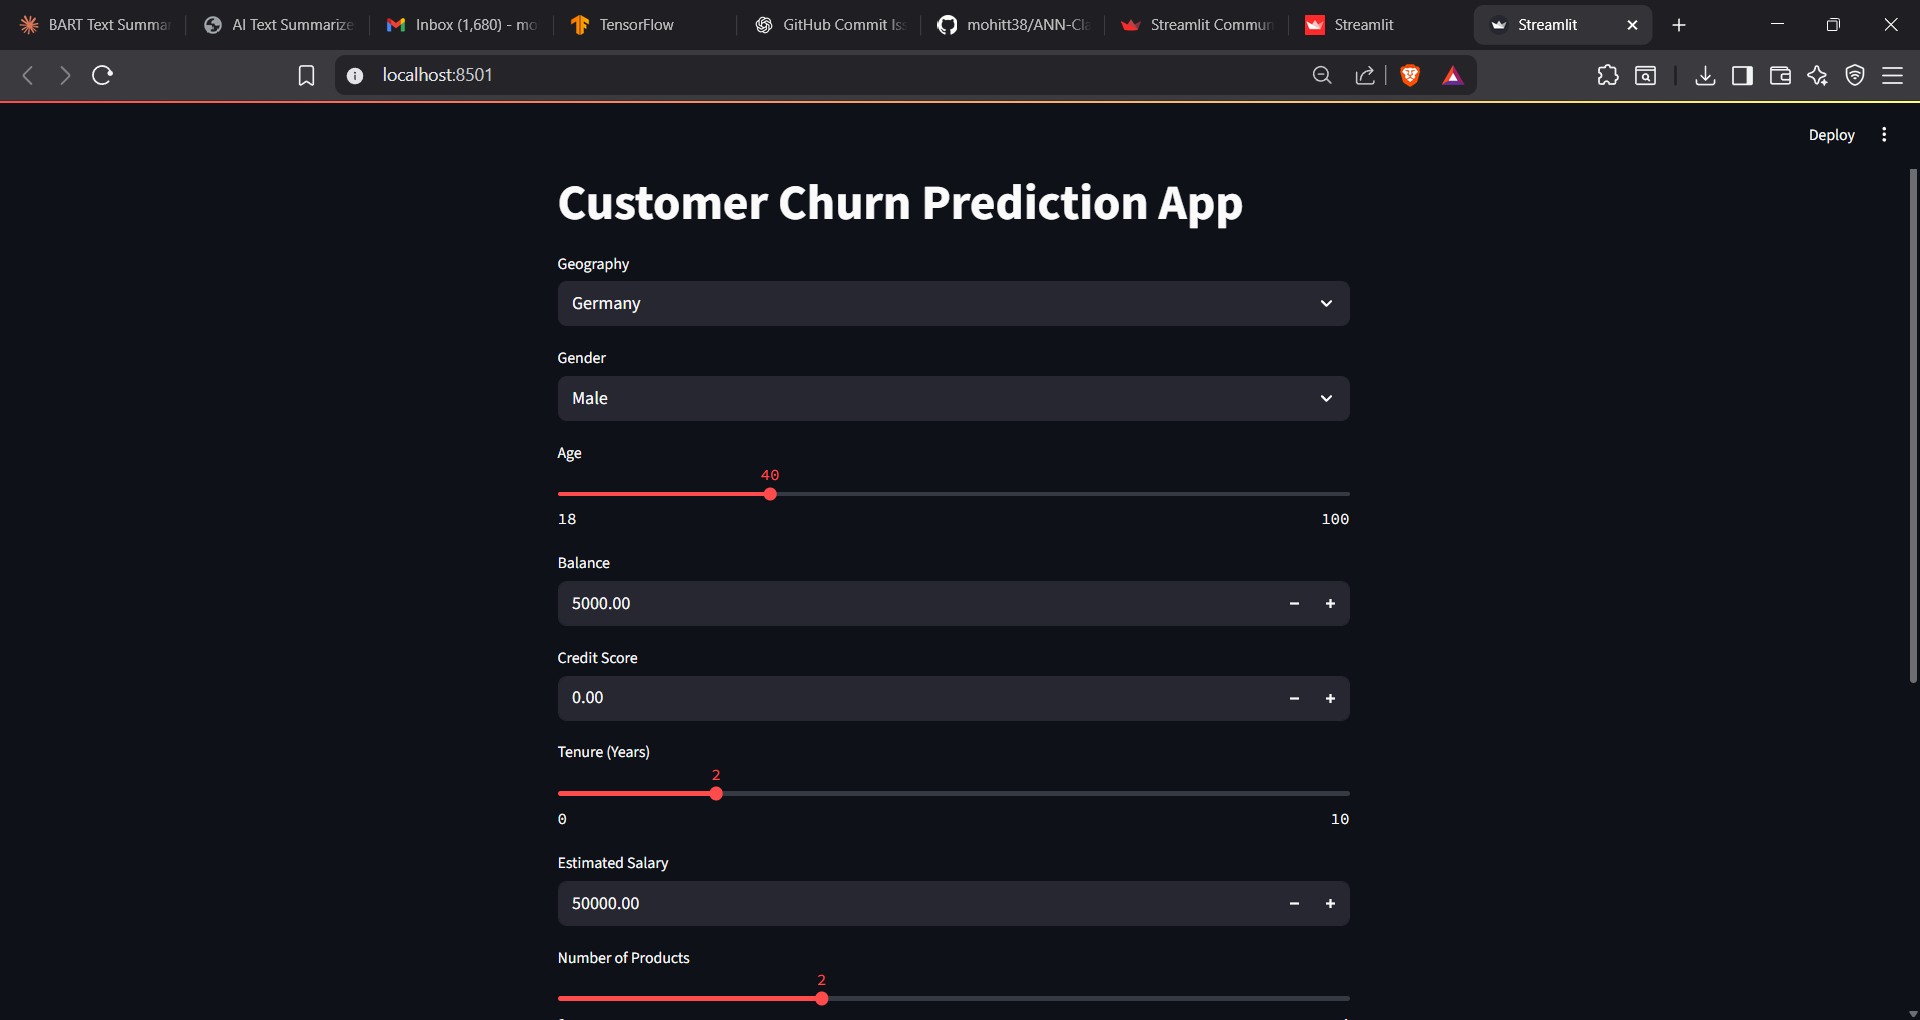 BART Text Summar
AI Text Summarize
Inbox (1,680) - mo
TensorFlow
GitHub Commit Is
mohitt38/ANN-Cla
Streamlit Commun
Streamlit
Streamlit
localhost:8501
Deploy
Customer Churn Prediction App
Geography
Germany
Gender
Male
Age
40
18 100
Balance
5000.00
Credit Score
0.00
Tenure (Years)
2
0 10
Estimated Salary
50000.00
Number of Products
2